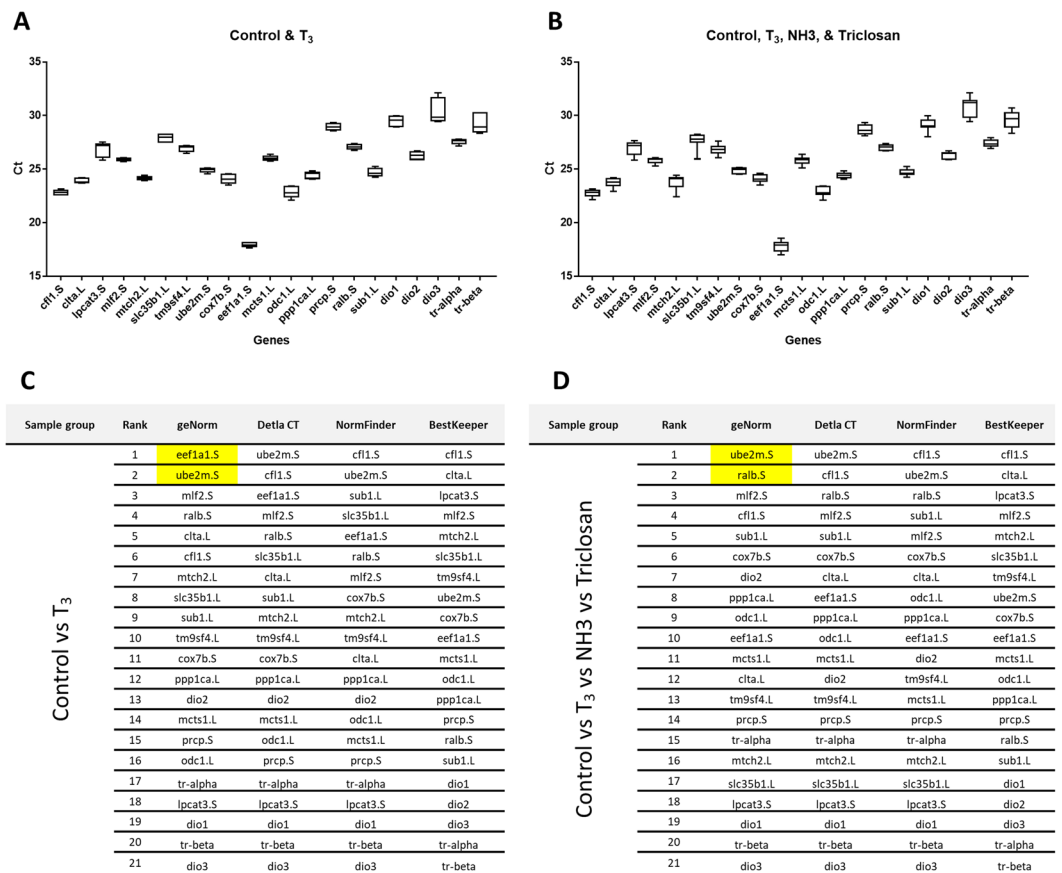 A
Control & T3
35
30
25
20
15
Ct
cfl1.S
clta.L
lpcat3.S
mlf2.S
mtch2.L
slc35b1.L
tm9sf4.L
ube2m.S
cox7b.S
eef1a1.S
mcts1.L
odc1.L
ppp1ca.L
prcp.S
ralb.S
sub1.L
dio1
dio2
dio3
tr-alpha
tr-beta
Genes
B
Control, T3, NH3, & Triclosan
35
30
25
20
15
Ct
cfl1.S
clta.L
lpcat3.S
mlf2.S
mtch2.L
slc35b1.L
tm9sf4.L
ube2m.S
cox7b.S
eef1a1.S
mcts1.L
odc1.L
ppp1ca.L
prcp.S
ralb.S
sub1.L
dio1
dio2
dio3
tr-alpha
tr-beta
Genes
C
Sample group Rank geNorm Detla CT NormFinder BestKeeper
Control vs T3
1 eef1a1.S ube2m.S cfl1.S cfl1.S
2 ube2m.S cfl1.S ube2m.S clta.L
3 mlf2.S eef1a1.S sub1.L lpcat3.S
4 ralb.S mlf2.S slc35b1.L mlf2.S
5 clta.L ralb.S eef1a1.S mtch2.L
6 cfl1.S slc35b1.L ralb.S slc35b1.L
7 mtch2.L clta.L mlf2.S tm9sf4.L
8 slc35b1.L sub1.L cox7b.S ube2m.S
9 sub1.L mtch2.L mtch2.L cox7b.S
10 tm9sf4.L tm9sf4.L tm9sf4.L eef1a1.S
11 cox7b.S cox7b.S clta.L mcts1.L
12 ppp1ca.L ppp1ca.L ppp1ca.L odc1.L
13 dio2 dio2 dio2 ppp1ca.L
14 mcts1.L mcts1.L odc1.L prcp.S
15 prcp.S odc1.L mcts1.L ralb.S
16 odc1.L prcp.S prcp.S sub1.L
17 tr-alpha tr-alpha tr-alpha dio1
18 lpcat3.S lpcat3.S lpcat3.S dio2
19 dio1 dio1 dio1 dio3
20 tr-beta tr-beta tr-beta tr-alpha
21 dio3 dio3 dio3 tr-beta
D
Sample group Rank geNorm Delta CT NormFinder BestKeeper
Control vs T3 vs NH3 vs Triclosan
1 ube2m.S ube2m.S cfl1.S cfl1.S
2 ralb.S cfl1.S ube2m.S clta.L
3 mlf2.S ralb.S ralb.S lpcat3.S
4 cfl1.S mlf2.S sub1.L mlf2.S
5 sub1.L sub1.L mlf2.S mtch2.L
6 cox7b.S cox7b.S cox7b.S slc35b1.L
7 dio2 clta.L clta.L tm9sf4.L
8 ppp1ca.L eef1a1.S odc1.L ube2m.S
9 odc1.L ppp1ca.L ppp1ca.L cox7b.S
10 eef1a1.S odc1.L eef1a1.S eef1a1.S
11 mcts1.L mcts1.L dio2 mcts1.L
12 clta.L dio2 tm9sf4.L odc1.L
13 tm9sf4.L tm9sf4.L mcts1.L ppp1ca.L
14 prcp.S prcp.S prcp.S prcp.S
15 tr-alpha tr-alpha tr-alpha ralb.S
16 mtch2.L mtch2.L mtch2.L sub1.L
17 slc35b1.L slc35b1.L slc35b1.L dio1
18 lpcat3.S lpcat3.S lpcat3.S dio2
19 dio1 dio1 dio1 dio3
20 tr-beta tr-beta tr-beta tr-alpha
21 dio3 dio3 dio3 tr-beta